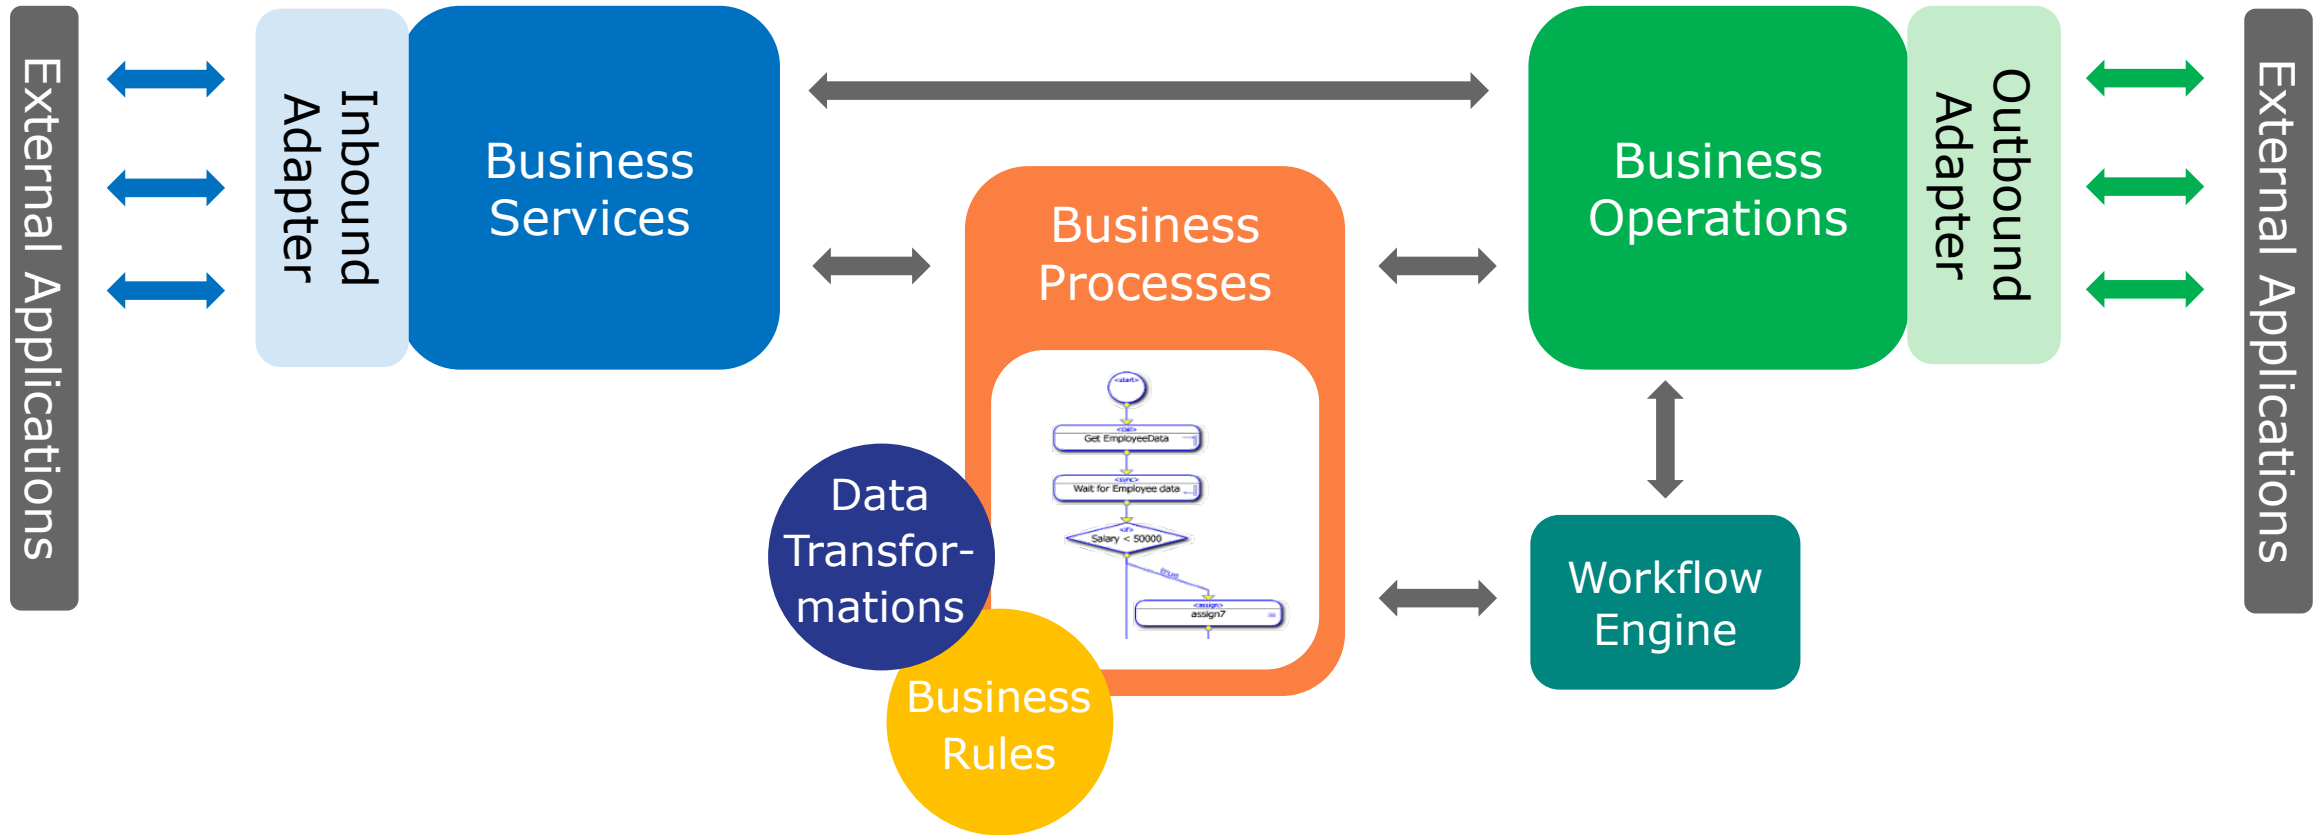 External Applications
Inbound
Adapter
Business
Services
Business
Processes
<start>
<call>
Get EmployeeData
<sync>
Wait for Employee data
<if>
Salary < 50000
true
<assign>
assign7
Data
Transfor-
mations
Business
Rules
Business
Operations
Outbound
Adapter
Workflow
Engine
External Applications